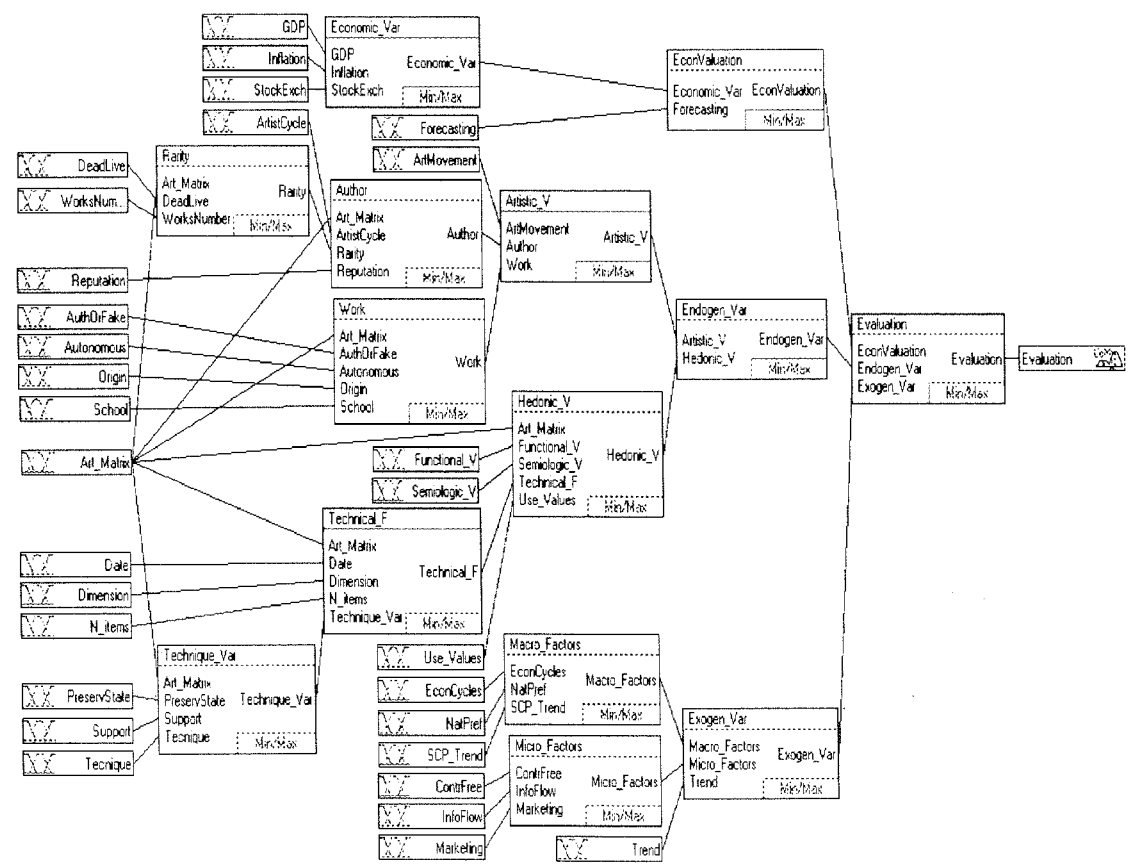 GDP
Inflation
StockExch
ArtistCycle
Economic_Var
GDP
Inflation
StockExch
Economic_Var
Min/Max
Forecasting
ArtMovement
EconValuation
Economic_Var
Forecasting
EconValuation
Min/Max
DeadLive
WorksNum...
Rarity
Art_Matrix
DeadLive
WorksNumber
Rarity
Min/Max
Author
Art_Matrix
ArtistCycle
Rarity
Reputation
Author
Min/Max
Artistic_V
ArtMovement
Author
Work
Artistic_V
Min/Max
Reputation
AuthOrFake
Autonomous
Origin
School
Art_Matrix
Work
Art_Matrix
AuthOrFake
Autonomous
Origin
School
Work
Min/Max
Endogen_Var
Artistic_V
Hedonic_V
Endogen_Var
Min/Max
Evaluation
EconValuation
Endogen_Var
Exogen_Var
Evaluation
Min/Max
Evaluation
Functional_V
Semiologic_V
Hedonic_V
Art_Matrix
Functional_V
Semiologic_V
Technical_F
Use_Values
Hedonic_V
Min/Max
Technical_F
Art_Matrix
Date
Dimension
N_items
Technique_Var
Technical_F
Min/Max
Date
Dimension
N_items
Technique_Var
Art_Matrix
PreservState
Support
Tecnique
Technique_Var
Min/Max
PreservState
Support
Tecnique
Use_Values
EconCycles
NatPref
SCP_Trend
ContrFree
InfoFlow
Marketing
Macro_Factors
EconCycles
NatPref
SCP_Trend
Macro_Factors
Min/Max
Micro_Factors
ContrFree
InfoFlow
Marketing
Micro_Factors
Min/Max
Trend
Exogen_Var
Macro_Factors
Micro_Factors
Trend
Exogen_Var
Min/Max